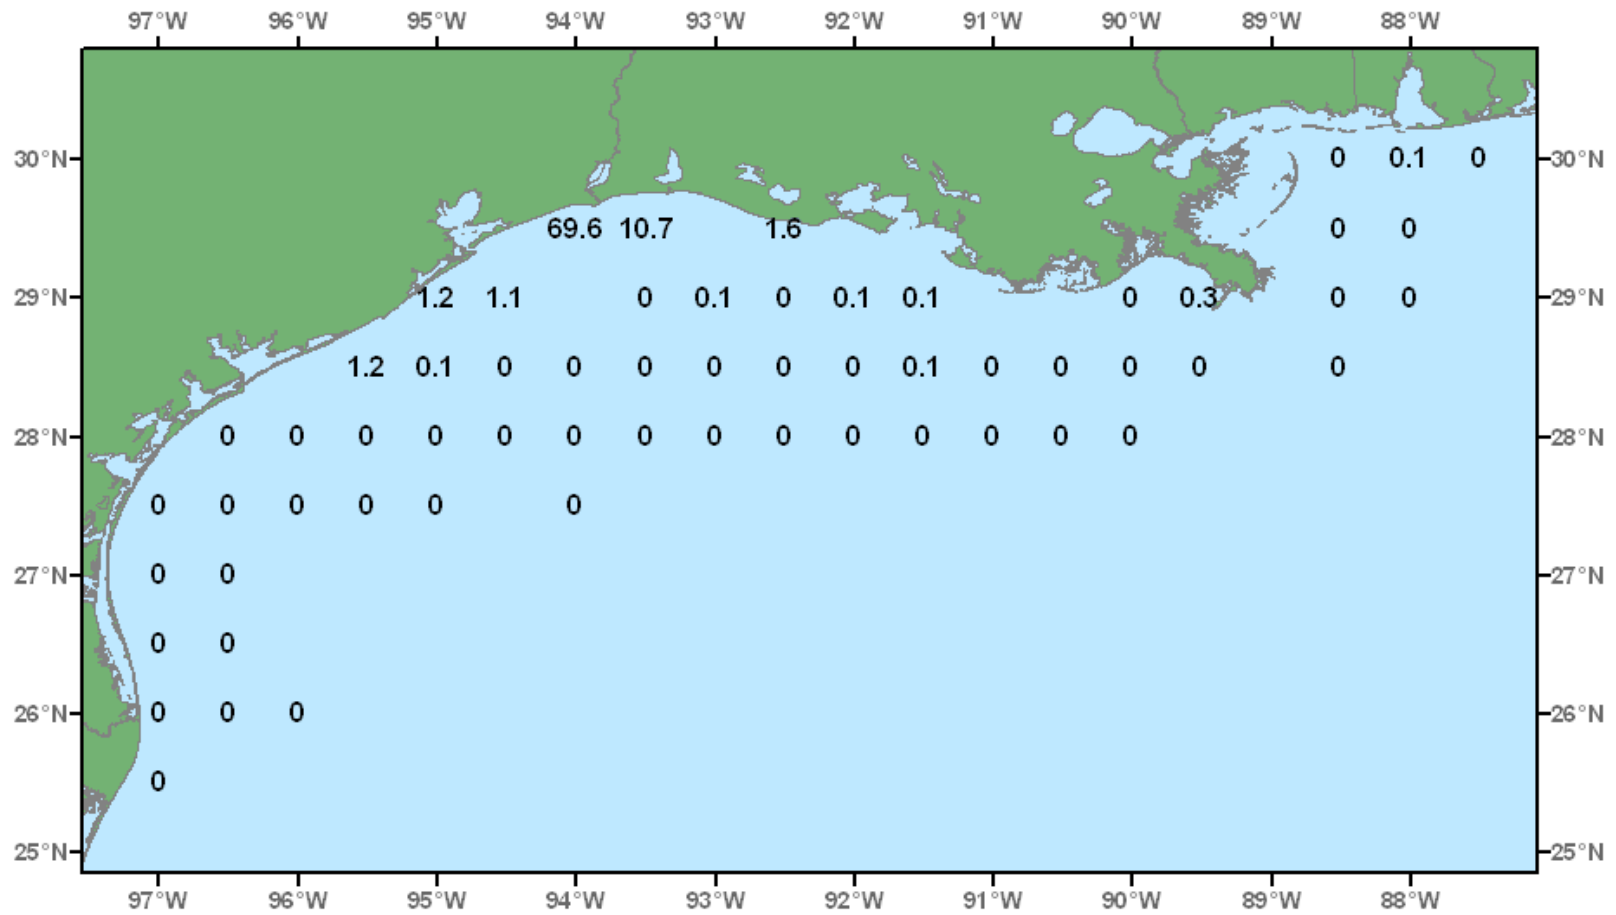 97°W 96°W 95°W 94°W 93°W 92°W 91°W 90°W 89°W 88°W
30°N 0 0.1 0 30°N
69.6 10.7 1.6 0 0
29°N 1.2 1.1 0 0.1 0 0.1 0.1 0 0.3 0 0 29°N
1.2 0.1 0 0 0 0 0 0 0.1 0 0 0 0 0
28°N 0 0 0 0 0 0 0 0 0 0 0 0 0 0 28°N
0 0 0 0 0 0
27°N 0 0 27°N
0 0
26°N 0 0 0 26°N
0
25°N 25°N
97°W 96°W 95°W 94°W 93°W 92°W 91°W 90°W 89°W 88°W